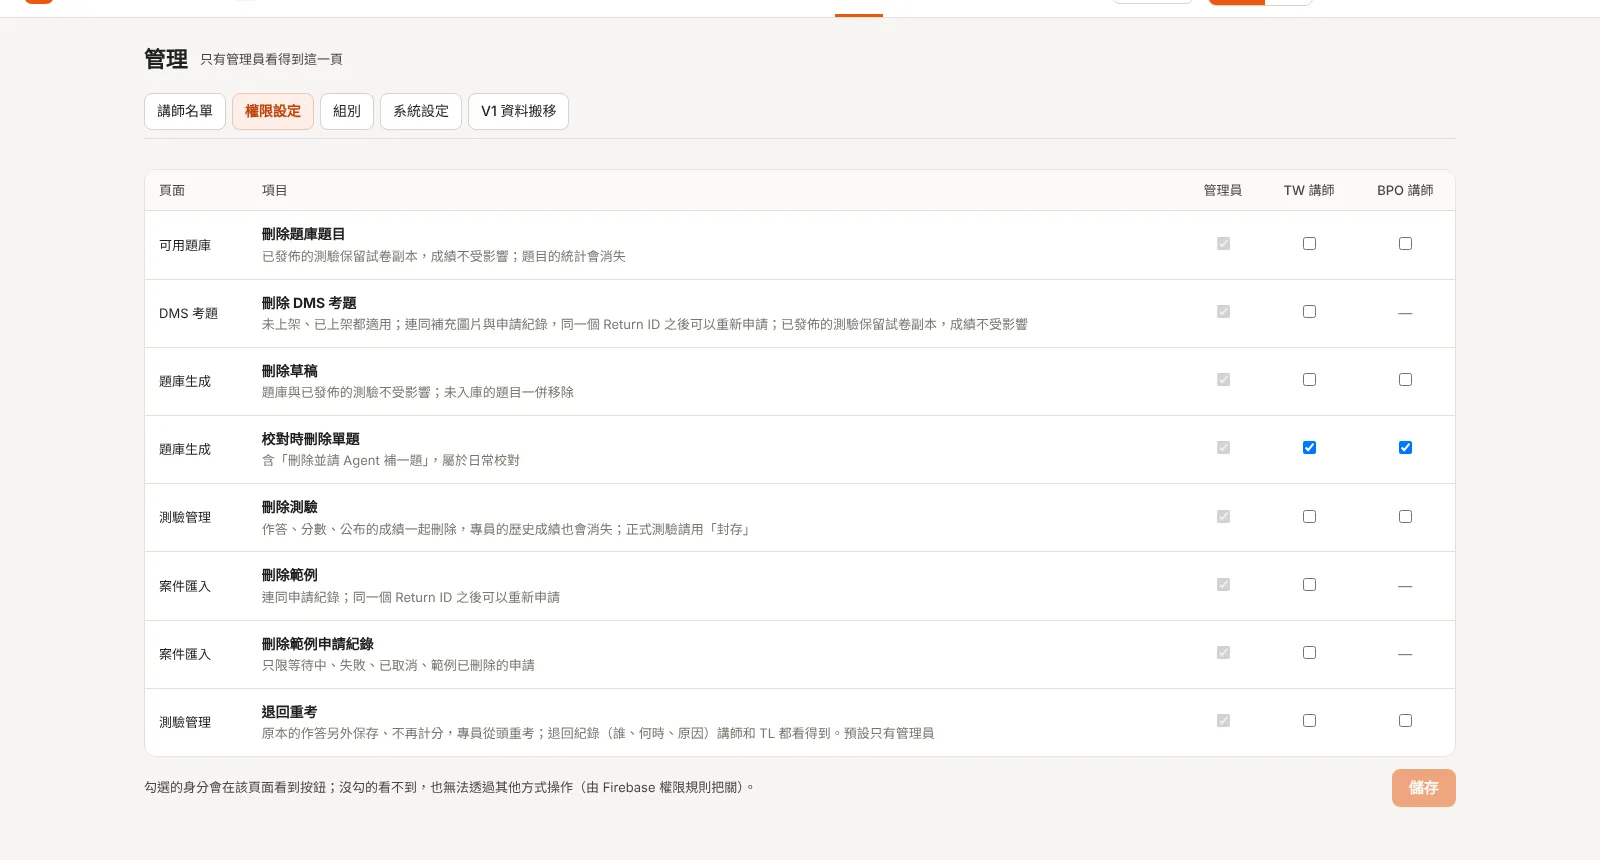 管理 只有管理員看得到這一頁
講師名單 權限設定 組別 系統設定 V1 資料搬移
頁面 項目 管理員 TW 講師 BPO 講師
可用題庫
刪除題庫題目
已發佈的測驗保留試卷副本，成績不受影響；題目的統計會消失
DMS 考題
刪除 DMS 考題
未上架、已上架都適用；連同補充圖片與申請紀錄，同一個 Return ID 之後可以重新申請；已發佈的測驗保留試卷副本，成績不受影響
—
題庫生成
刪除草稿
題庫與已發佈的測驗不受影響；未入庫的題目一併移除
題庫生成
校對時刪除單題
含「刪除並請 Agent 補一題」，屬於日常校對
測驗管理
刪除測驗
作答、分數、公布的成績一起刪除，專員的歷史成績也會消失；正式測驗請用「封存」
案件匯入
刪除範例
連同申請紀錄；同一個 Return ID 之後可以重新申請
—
案件匯入
刪除範例申請紀錄
只限等待中、失敗、已取消、範例已刪除的申請
—
測驗管理
退回重考
原本的作答另外保存、不再計分，專員從頭重考；退回紀錄（誰、何時、原因）講師和 TL 都看得到。預設只有管理員
勾選的身分會在該頁面看到按鈕；沒勾的看不到，也無法透過其他方式操作（由 Firebase 權限規則把關）。
儲存